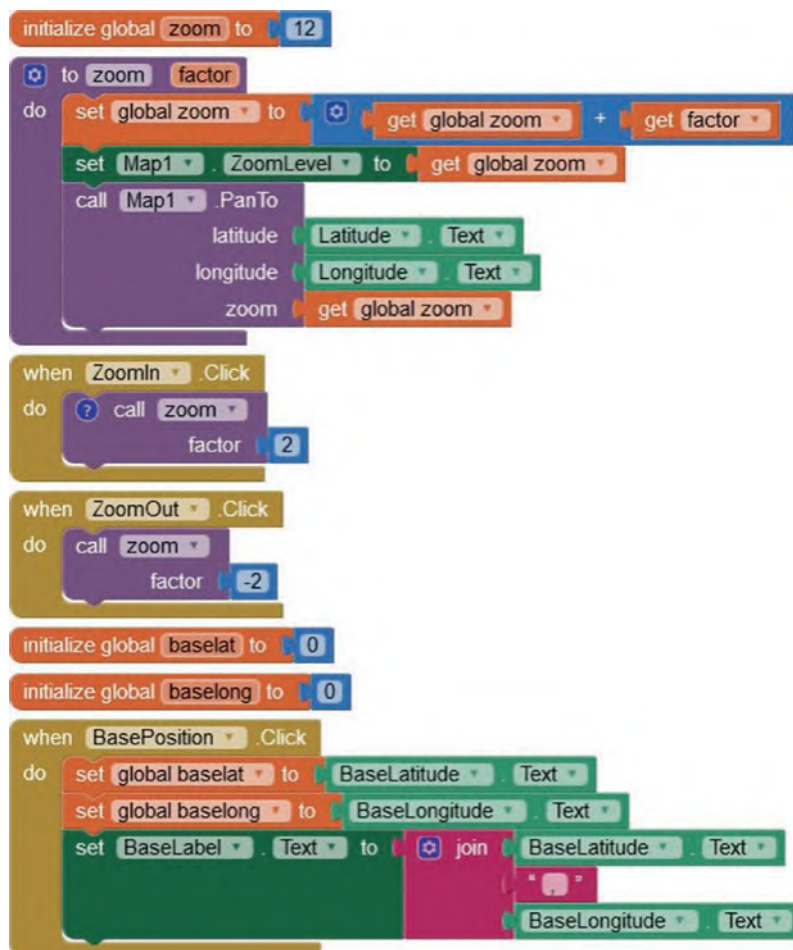 initialize global zoom to 12
to zoom factor
do set global zoom to get global zoom + get factor
set Map1 . ZoomLevel to get global zoom
call Map1 .PanTo
latitude Latitude . Text
longitude Longitude . Text
zoom get global zoom
when ZoomIn .Click
do ? call zoom
factor 2
when ZoomOut .Click
do call zoom
factor -2
initialize global baselat to 0
initialize global baselong to 0
when BasePosition .Click
do set global baselat to BaseLatitude . Text
set global baselong to BaseLongitude . Text
set BaseLabel . Text to join BaseLatitude . Text
" , "
BaseLongitude . Text